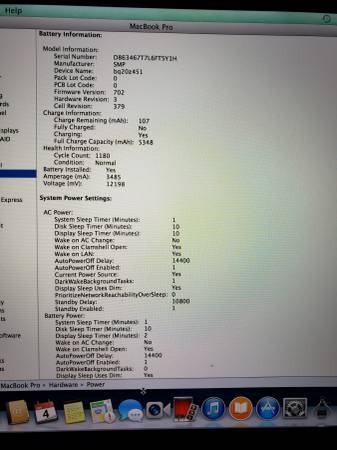 Help
MacBook Pro
Battery Information:
Model Information:
Serial Number: D863467T7L6FTSY1H
Manufacturer: SMP
Device Name: bq20z451
Pack Lot Code: 0
PCB Lot Code: 0
Firmware Version: 702
Hardware Revision: 3
Cell Revision: 379
Charge Information:
Charge Remaining (mAh): 107
Fully Charged: No
Charging: Yes
Full Charge Capacity (mAh): 5348
Health Information:
Cycle Count: 1180
Condition: Normal
Battery Installed: Yes
Amperage (mA): 3485
Voltage (mV): 12198
System Power Settings:
AC Power:
System Sleep Timer (Minutes): 1
Disk Sleep Timer (Minutes): 10
Display Sleep Timer (Minutes): 10
Wake on AC Change: No
Wake on Clamshell Open: Yes
Wake on LAN: Yes
AutoPowerOff Delay: 14400
AutoPowerOff Enabled: 1
Current Power Source: Yes
DarkWakeBackgroundTasks: 1
Display Sleep Uses Dim: Yes
PrioritizeNetworkReachabilityOverSleep: 0
Standby Delay: 10800
Standby Enabled: 1
Battery Power:
System Sleep Timer (Minutes): 1
Disk Sleep Timer (Minutes): 10
Display Sleep Timer (Minutes): 2
Wake on AC Change: No
Wake on Clamshell Open: Yes
AutoPowerOff Delay: 14400
AutoPowerOff Enabled: 1
DarkWakeBackgroundTasks: 0
Display Sleep Uses Dim: Yes
MacBook Pro ▸ Hardware ▸ Power
rds
splays
AID
Express
oftware
ts
4